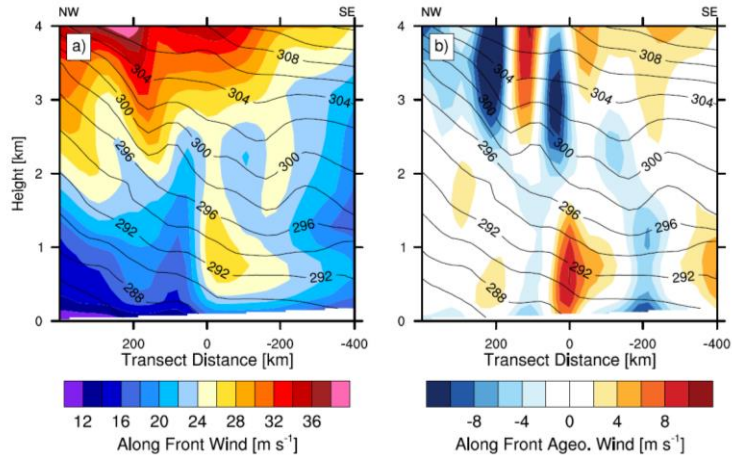 NW SE
a)
4
3
2
1
0
Height [km]
308
304
304
300
300
300
296
296
296
292
292
292
288
200 0 -200 -400
Transect Distance [km]
12 16 20 24 28 32 36
Along Front Wind [m s⁻¹]
NW SE
b)
4
3
2
1
0
308
304
304
300
300
300
296
296
296
292
292
292
288
200 0 -200 -400
Transect Distance [km]
-8 -4 0 4 8
Along Front Ageo. Wind [m s⁻¹]